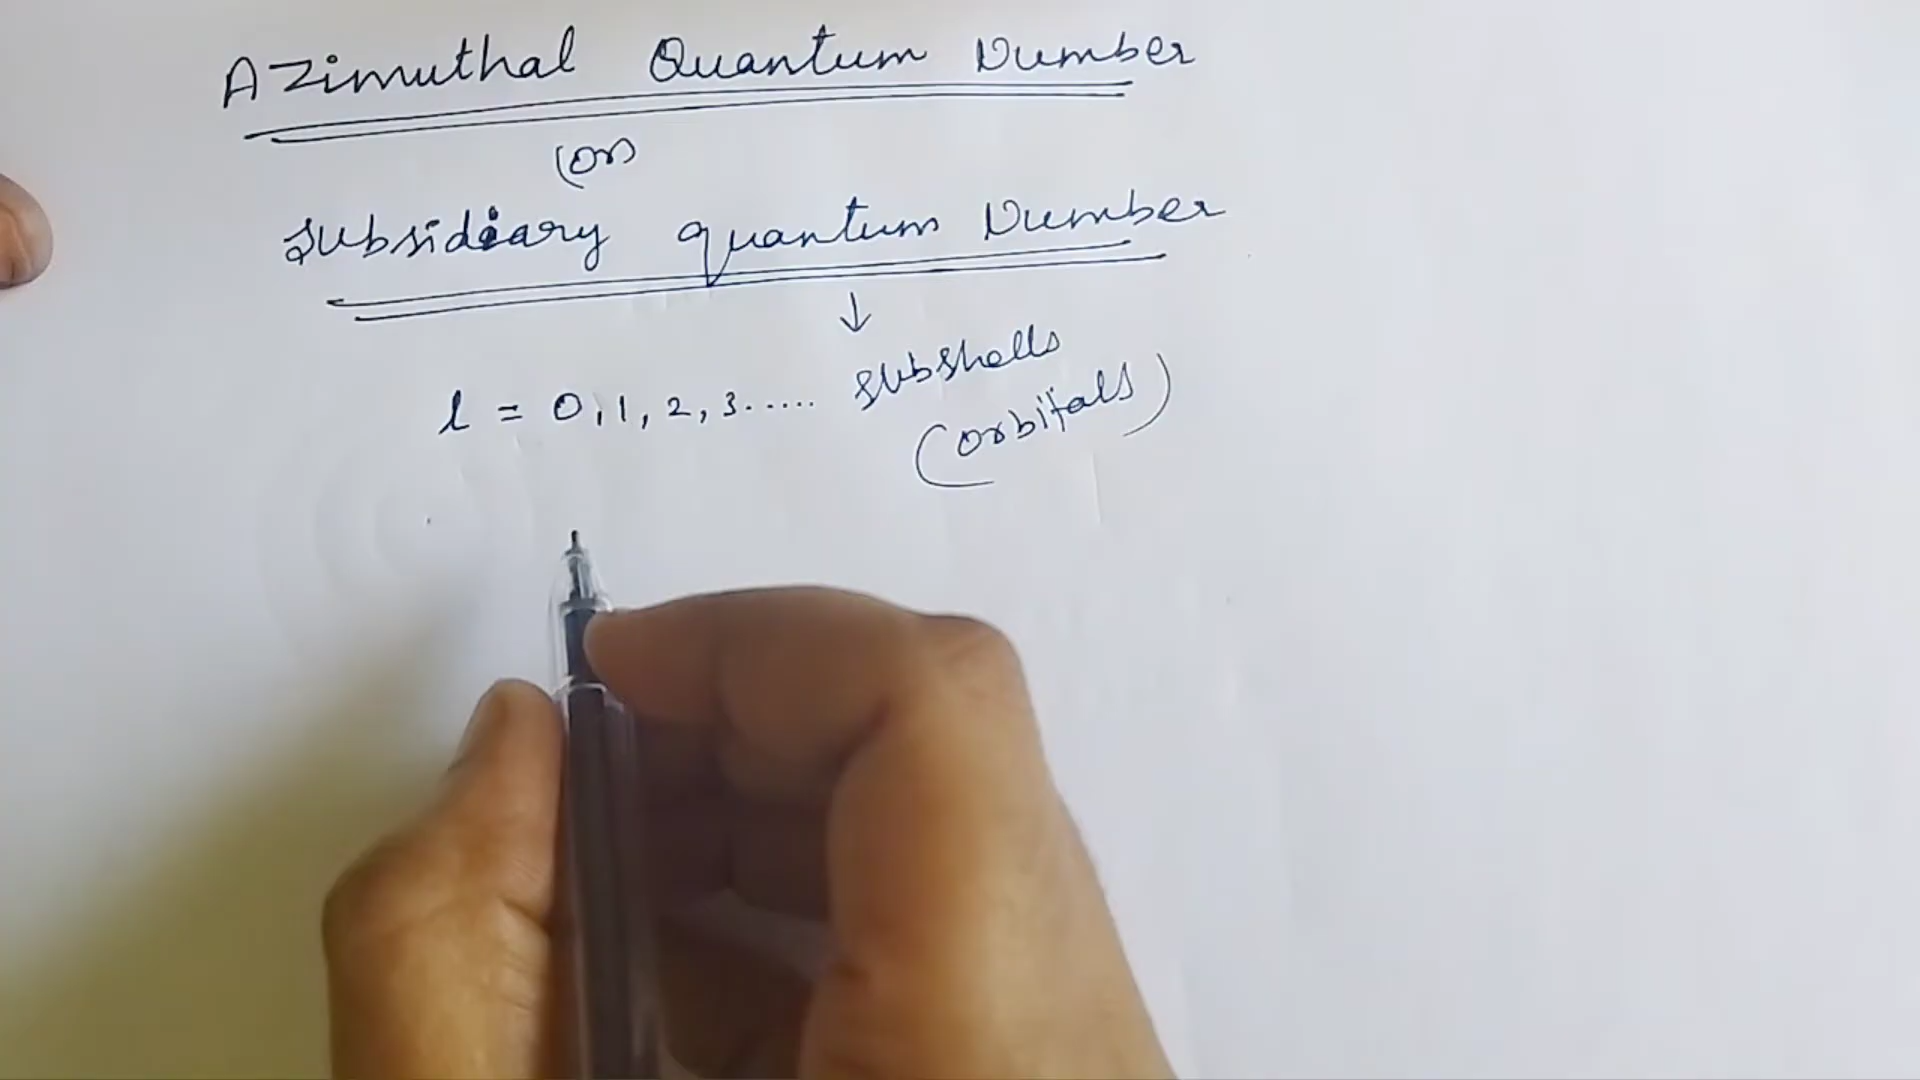 Azimuthal Quantum Number
(or)
Subsidiary quantum Number
↓
l = 0, 1, 2, 3..... subshells
(orbitals)